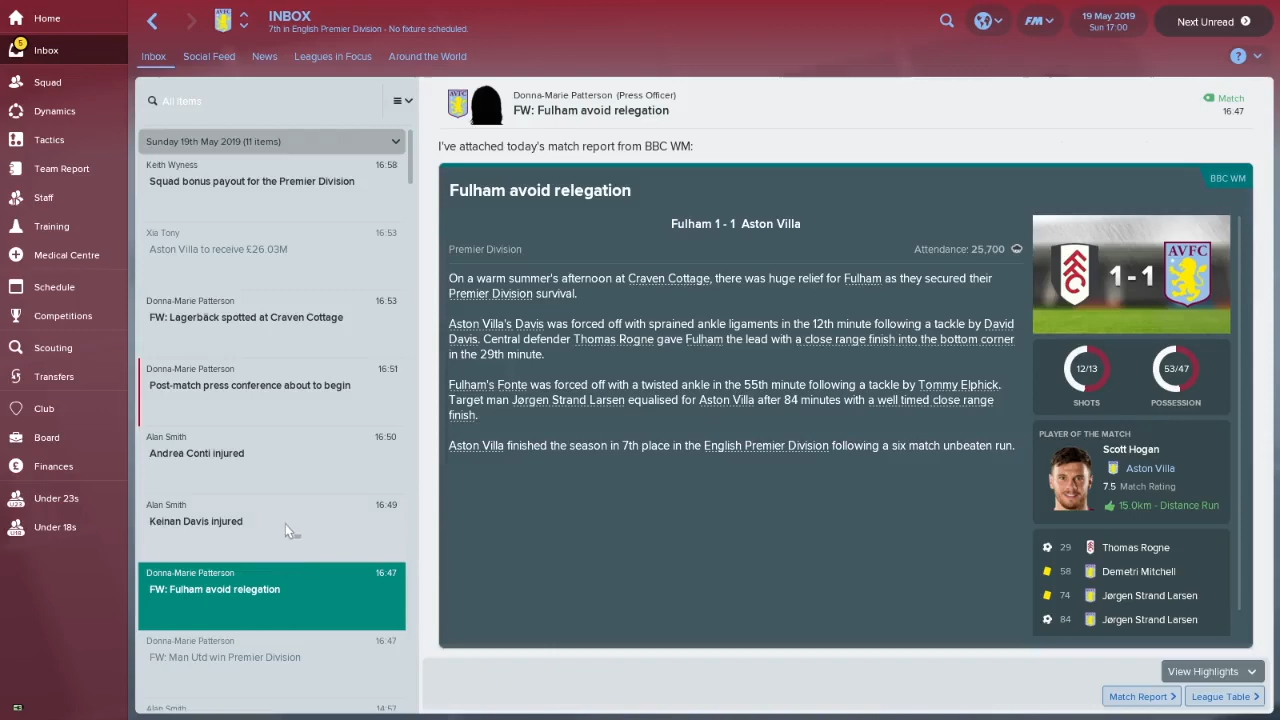 Home
5
Inbox
Squad
Dynamics
Tactics
Team Report
Staff
Training
Medical Centre
Schedule
Competitions
Scouting
Transfers
Club
Board
Finances
U23
Under 23s
U18
Under 18s
AVFC
INBOX
7th in English Premier Division - No fixture scheduled.
FM
19 May 2019
Sun 17:00
Next Unread
Inbox
Social Feed
News
Leagues in Focus
Around the World
?
All Items
Sunday 19th May 2019 (11 items)
Keith Wyness 16:58
Squad bonus payout for the Premier Division
Xia Tony 16:53
Aston Villa to receive £26.03M
Donna-Marie Patterson 16:53
FW: Lagerbäck spotted at Craven Cottage
Donna-Marie Patterson 16:51
Post-match press conference about to begin
Alan Smith 16:50
Andrea Conti injured
Alan Smith 16:49
Keinan Davis injured
Donna-Marie Patterson 16:47
FW: Fulham avoid relegation
Donna-Marie Patterson 16:47
FW: Man Utd win Premier Division
Alan Smith 14:57
AVFC
Donna-Marie Patterson (Press Officer)
FW: Fulham avoid relegation
Match
16:47
I've attached today's match report from BBC WM:
Fulham avoid relegation
BBC WM
Fulham 1 - 1 Aston Villa
Premier Division
Attendance: 25,700
On a warm summer's afternoon at Craven Cottage, there was huge relief for Fulham as they secured their
Premier Division survival.
Aston Villa's Davis was forced off with sprained ankle ligaments in the 12th minute following a tackle by David
Davis. Central defender Thomas Rogne gave Fulham the lead with a close range finish into the bottom corner
in the 29th minute.
Fulham's Fonte was forced off with a twisted ankle in the 55th minute following a tackle by Tommy Elphick.
Target man Jørgen Strand Larsen equalised for Aston Villa after 84 minutes with a well timed close range
finish.
Aston Villa finished the season in 7th place in the English Premier Division following a six match unbeaten run.
FFC
1 - 1
AVFC
12/13
SHOTS
53/47
POSSESSION
PLAYER OF THE MATCH
Scott Hogan
Aston Villa
7.5 Match Rating
15.0km - Distance Run
29 Thomas Rogne
58 Demetri Mitchell
74 Jørgen Strand Larsen
84 Jørgen Strand Larsen
View Highlights
Match Report
League Table